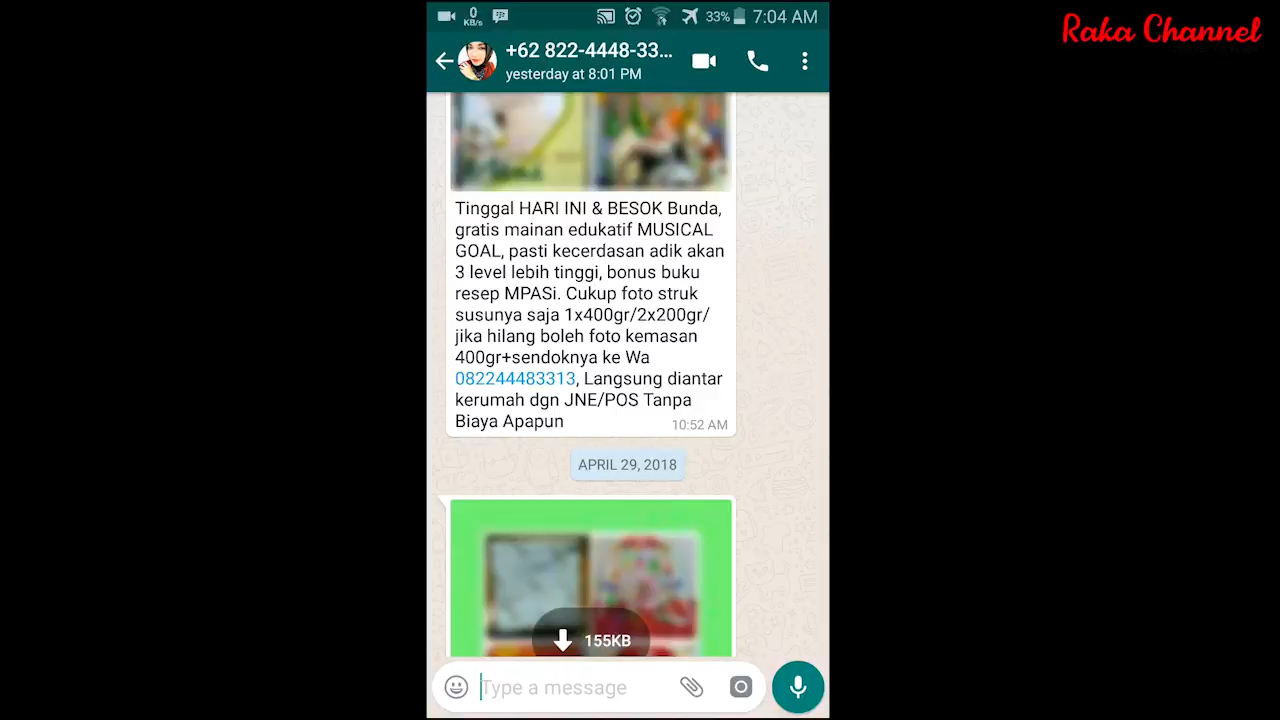 Raka Channel
0
KB/s
33% 7:04 AM
+62 822-4448-33...
yesterday at 8:01 PM
Tinggal HARI INI & BESOK Bunda,
gratis mainan edukatif MUSICAL
GOAL, pasti kecerdasan adik akan
3 level lebih tinggi, bonus buku
resep MPASi. Cukup foto struk
susunya saja 1x400gr/2x200gr/
jika hilang boleh foto kemasan
400gr+sendoknya ke Wa
082244483313, Langsung diantar
kerumah dgn JNE/POS Tanpa
Biaya Apapun
10:52 AM
APRIL 29, 2018
155KB
Type a message